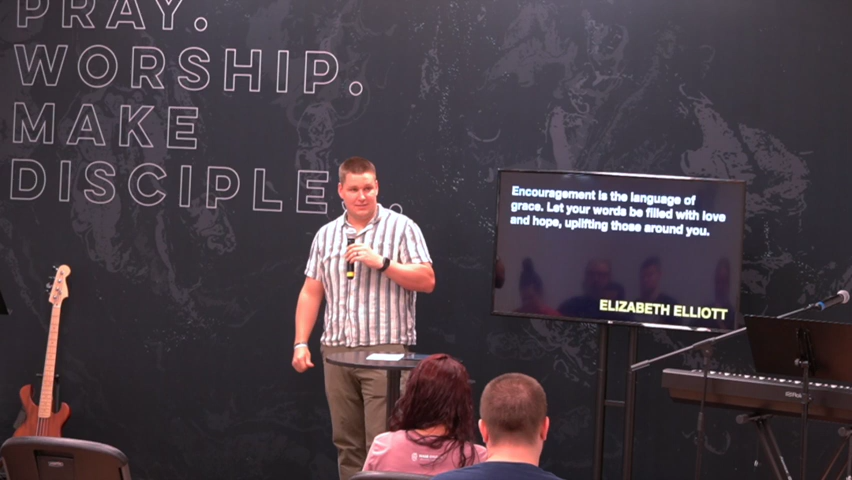 PRAY.
WORSHIP.
MAKE
DISCIPLE
Encouragement is the language of
grace. Let your words be filled with love
and hope, uplifting those around you.
ELIZABETH ELLIOTT